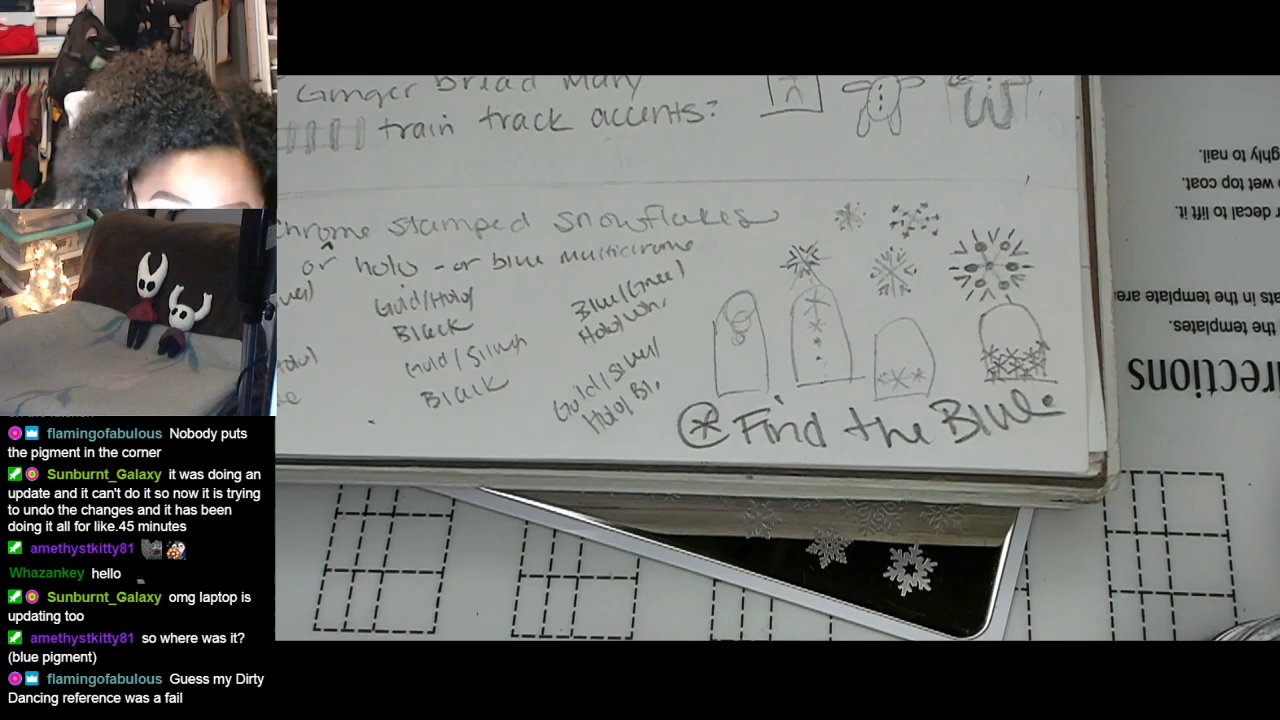 Ginger bread Man/
train track accents:
chrome stamped snowflakes
or holo - or blue multichrome
Gold/Holo/
Black
Gold/Silver
Black
Blue/Green/
Gold/Silver/
Holo/Bl.
* Find the Blue.
ghly to nail.
wet top coat
r decal to lift it
ats in the template are
the templates.
rections
flamingofabulous Nobody puts
the pigment in the corner
Sunburnt_Galaxy it was doing an
update and it can't do it so now it is trying
to undo the changes and it has been
doing it all for like.45 minutes
amethystkitty81
Whazankey hello
Sunburnt_Galaxy omg laptop is
updating too
amethystkitty81 so where was it?
(blue pigment)
flamingofabulous Guess my Dirty
Dancing reference was a fail